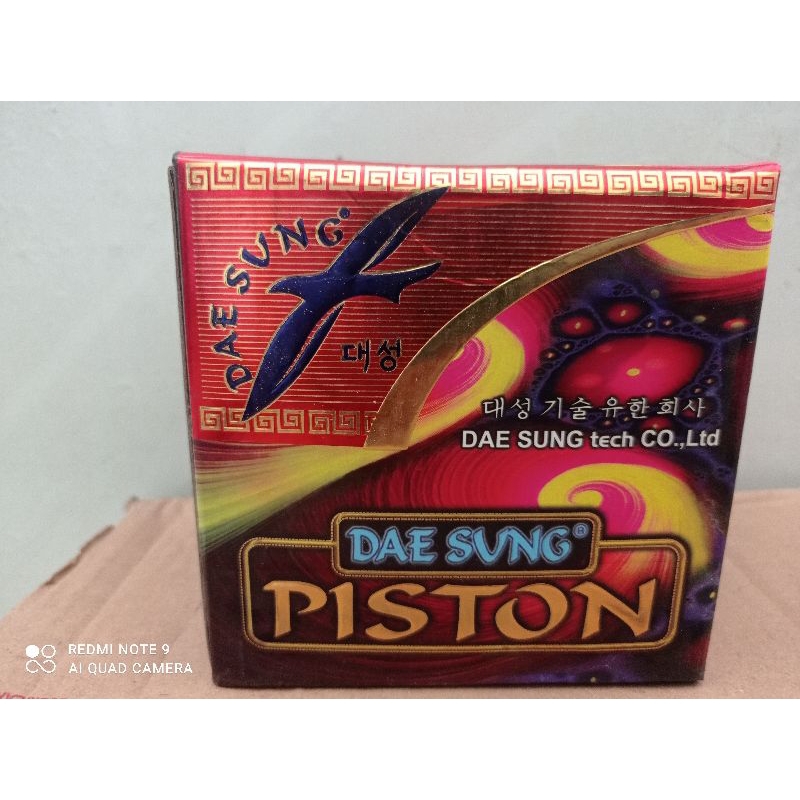 DAE SUNG®
대성
대성 기술 유한 회사
DAE SUNG tech CO.,Ltd
DAE SUNG®
PISTON
REDMI NOTE 9
AI QUAD CAMERA